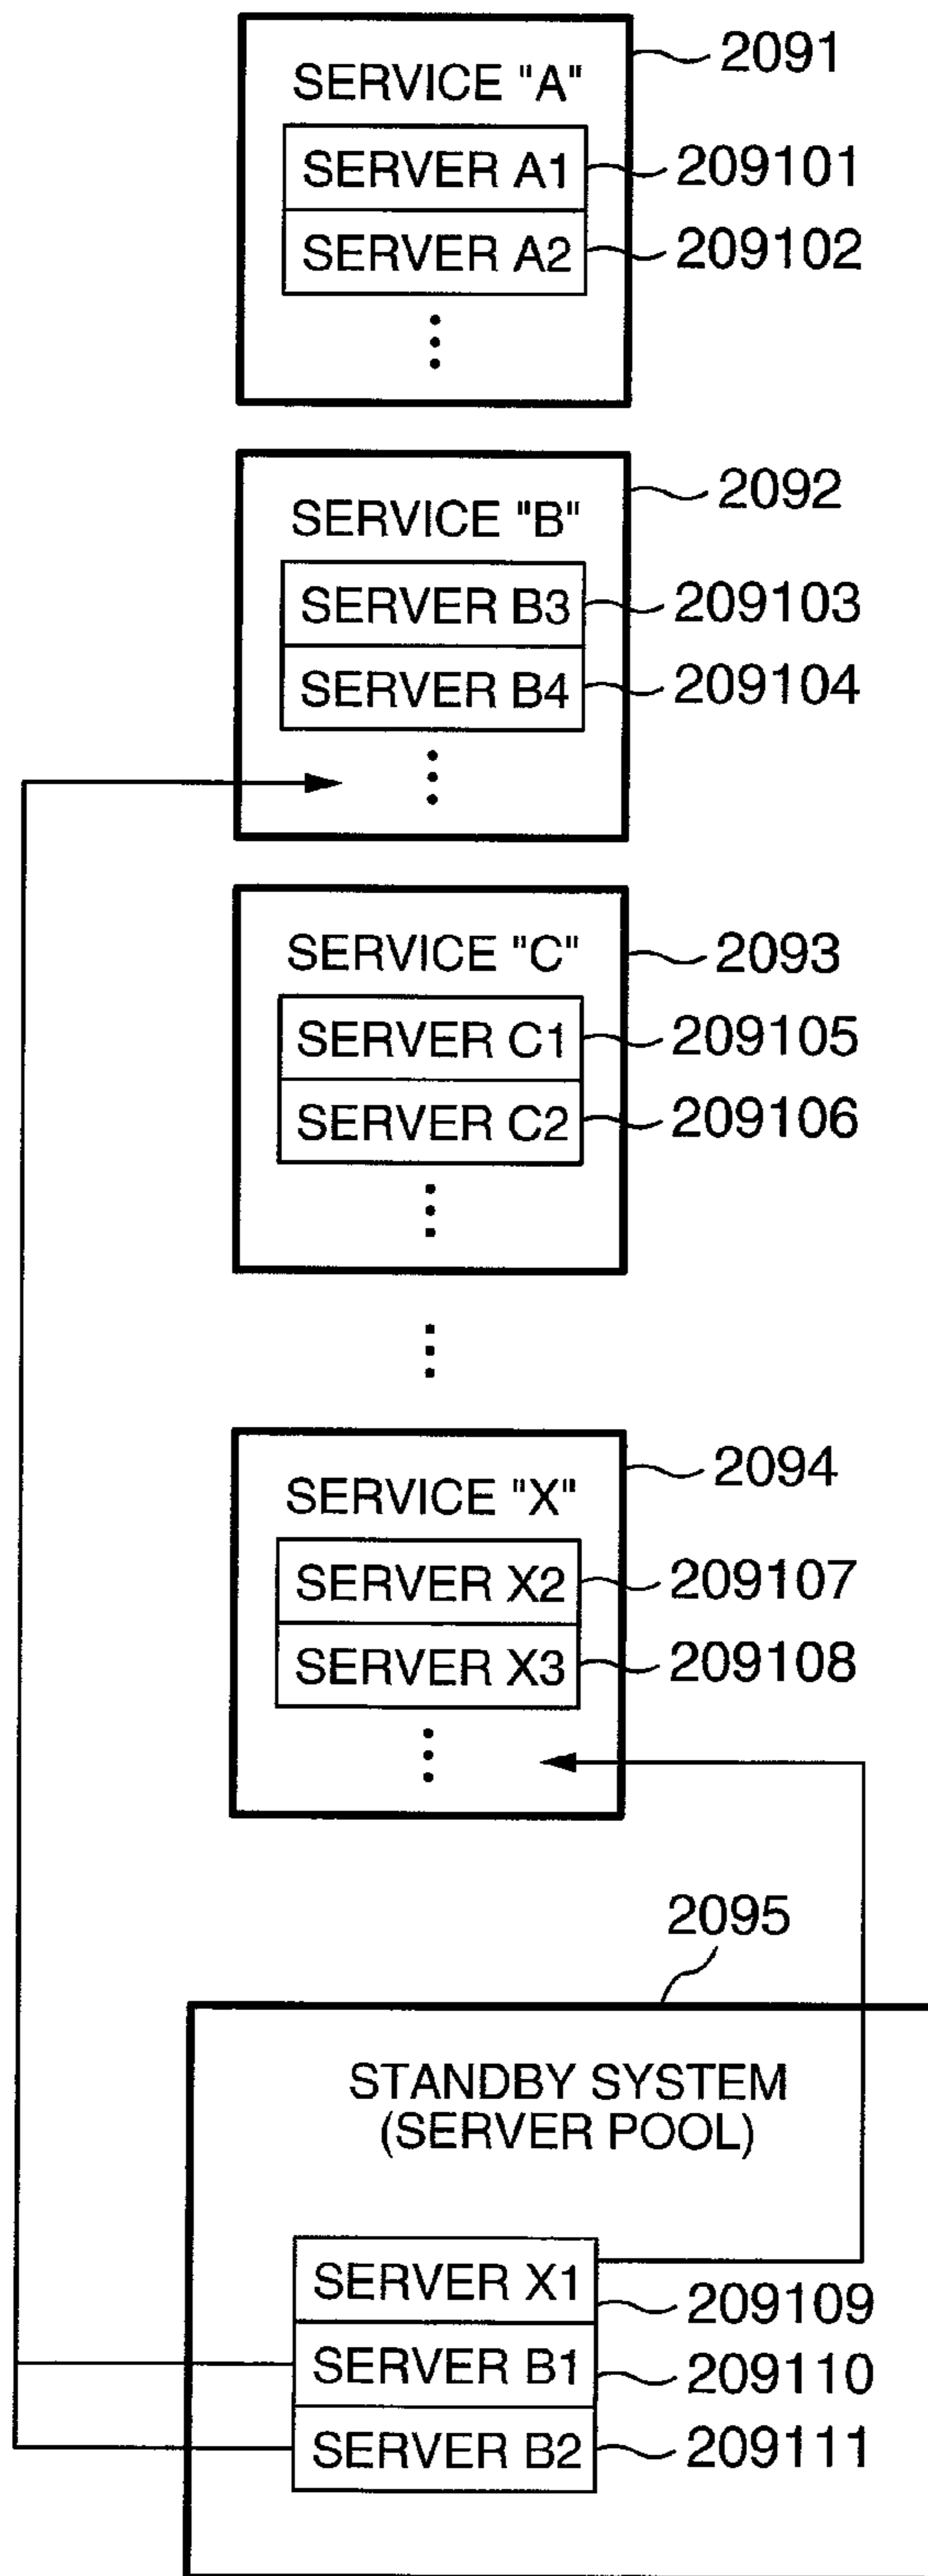 2091
SERVICE "A"
SERVER A1
209101
SERVER A2
209102
2092
SERVICE "B"
SERVER B3
209103
SERVER B4
209104
2093
SERVICE "C"
SERVER C1
209105
SERVER C2
209106
2094
SERVICE "X"
SERVER X2
209107
SERVER X3
209108
2095
STANDBY SYSTEM
(SERVER POOL)
SERVER X1
209109
SERVER B1
209110
SERVER B2
209111